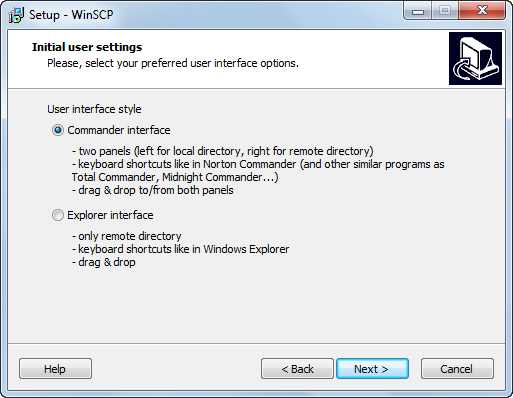 Setup - WinSCP
Initial user settings
Please, select your preferred user interface options.
User interface style
Commander interface
- two panels (left for local directory, right for remote directory)
- keyboard shortcuts like in Norton Commander (and other similar programs as
Total Commander, Midnight Commander...)
- drag & drop to/from both panels
Explorer interface
- only remote directory
- keyboard shortcuts like in Windows Explorer
- drag & drop
Help
< Back
Next >
Cancel